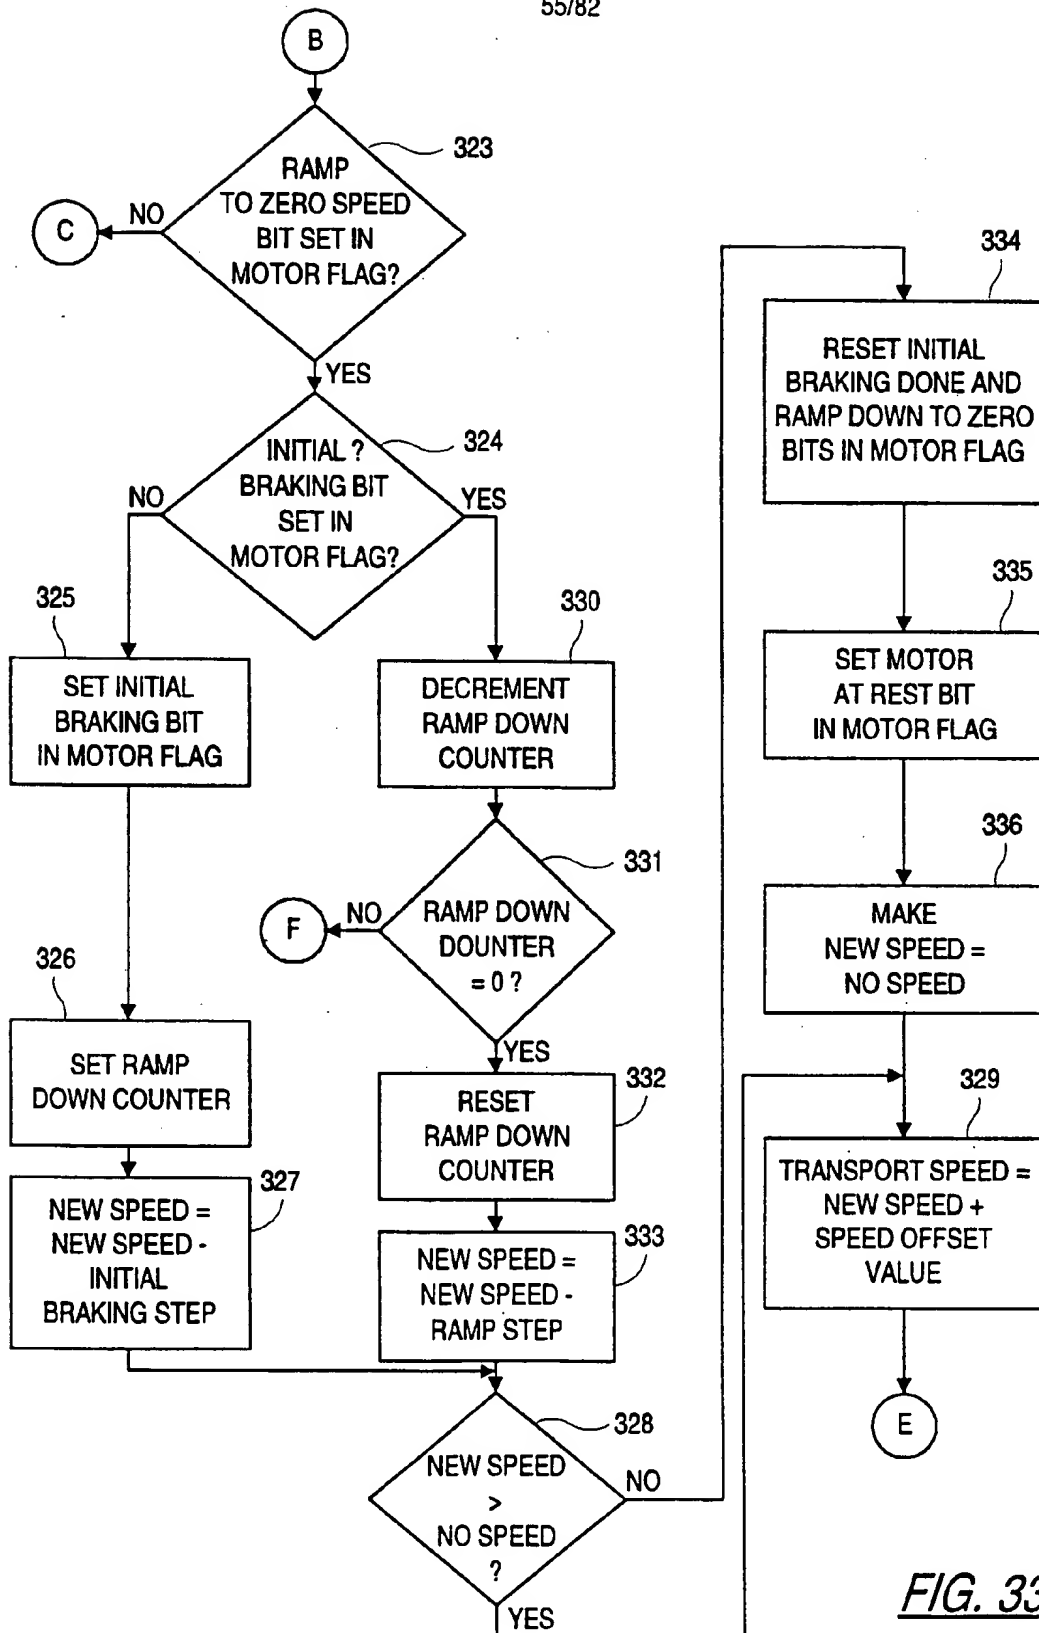 55/82
B
323
RAMP
TO ZERO SPEED
BIT SET IN
MOTOR FLAG?
NO
C
YES
324
INITIAL ?
BRAKING BIT
SET IN
MOTOR FLAG?
NO
YES
325
SET INITIAL
BRAKING BIT
IN MOTOR FLAG
326
SET RAMP
DOWN COUNTER
327
NEW SPEED =
NEW SPEED -
INITIAL
BRAKING STEP
330
DECREMENT
RAMP DOWN
COUNTER
331
RAMP DOWN
DOUNTER
= 0 ?
NO
F
YES
332
RESET
RAMP DOWN
COUNTER
333
NEW SPEED =
NEW SPEED -
RAMP STEP
328
NEW SPEED
>
NO SPEED
?
NO
YES
334
RESET INITIAL
BRAKING DONE AND
RAMP DOWN TO ZERO
BITS IN MOTOR FLAG
335
SET MOTOR
AT REST BIT
IN MOTOR FLAG
336
MAKE
NEW SPEED =
NO SPEED
329
TRANSPORT SPEED =
NEW SPEED +
SPEED OFFSET
VALUE
E
FIG. 33